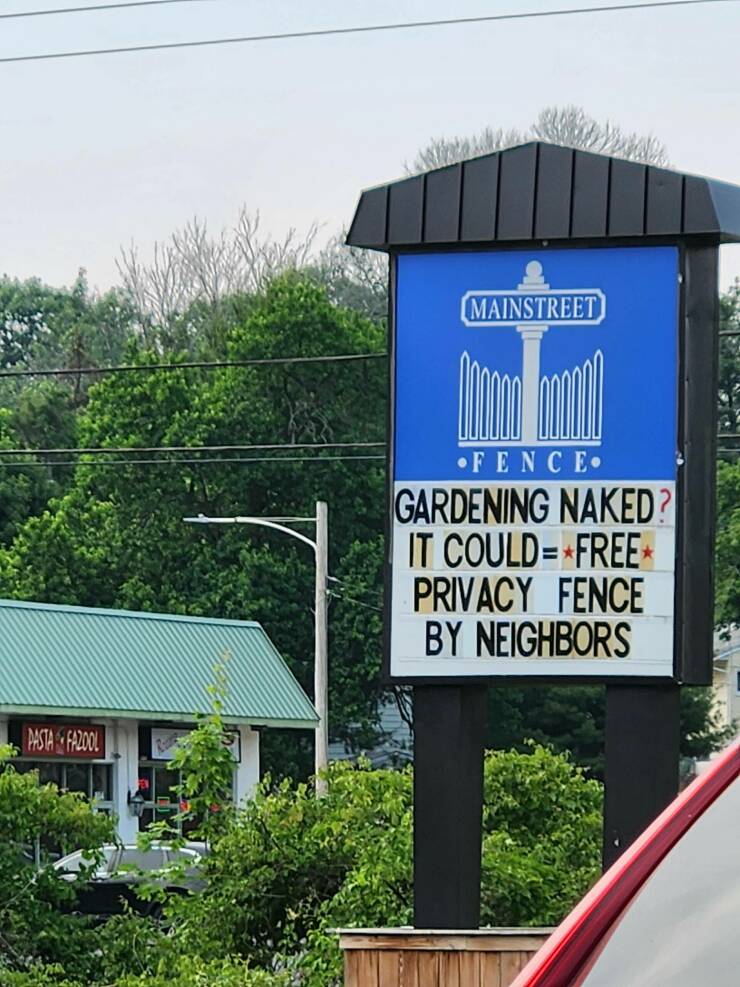 MAINSTREET
•FENCE•
GARDENING NAKED?
IT COULD=★FREE★
PRIVACY FENCE
BY NEIGHBORS
PASTA FAZOOL